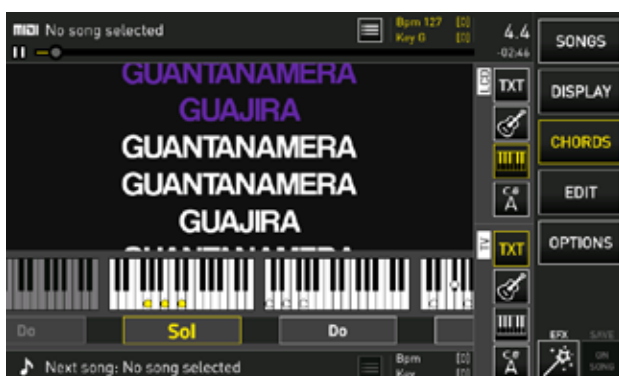 MIDI No song selected
Bpm 127 [0]
Key G [0]
4.4
-02:46
SONGS
DISPLAY
CHORDS
EDIT
OPTIONS
LCD
TXT
C#
A
TV
TXT
C#
A
GUANTANAMERA
GUAJIRA
GUANTANAMERA
GUANTANAMERA
GUAJIRA
Do
Sol
Do
Next song: No song selected
Bpm [0]
Key [0]
EFX
SAVE
ON
SONG